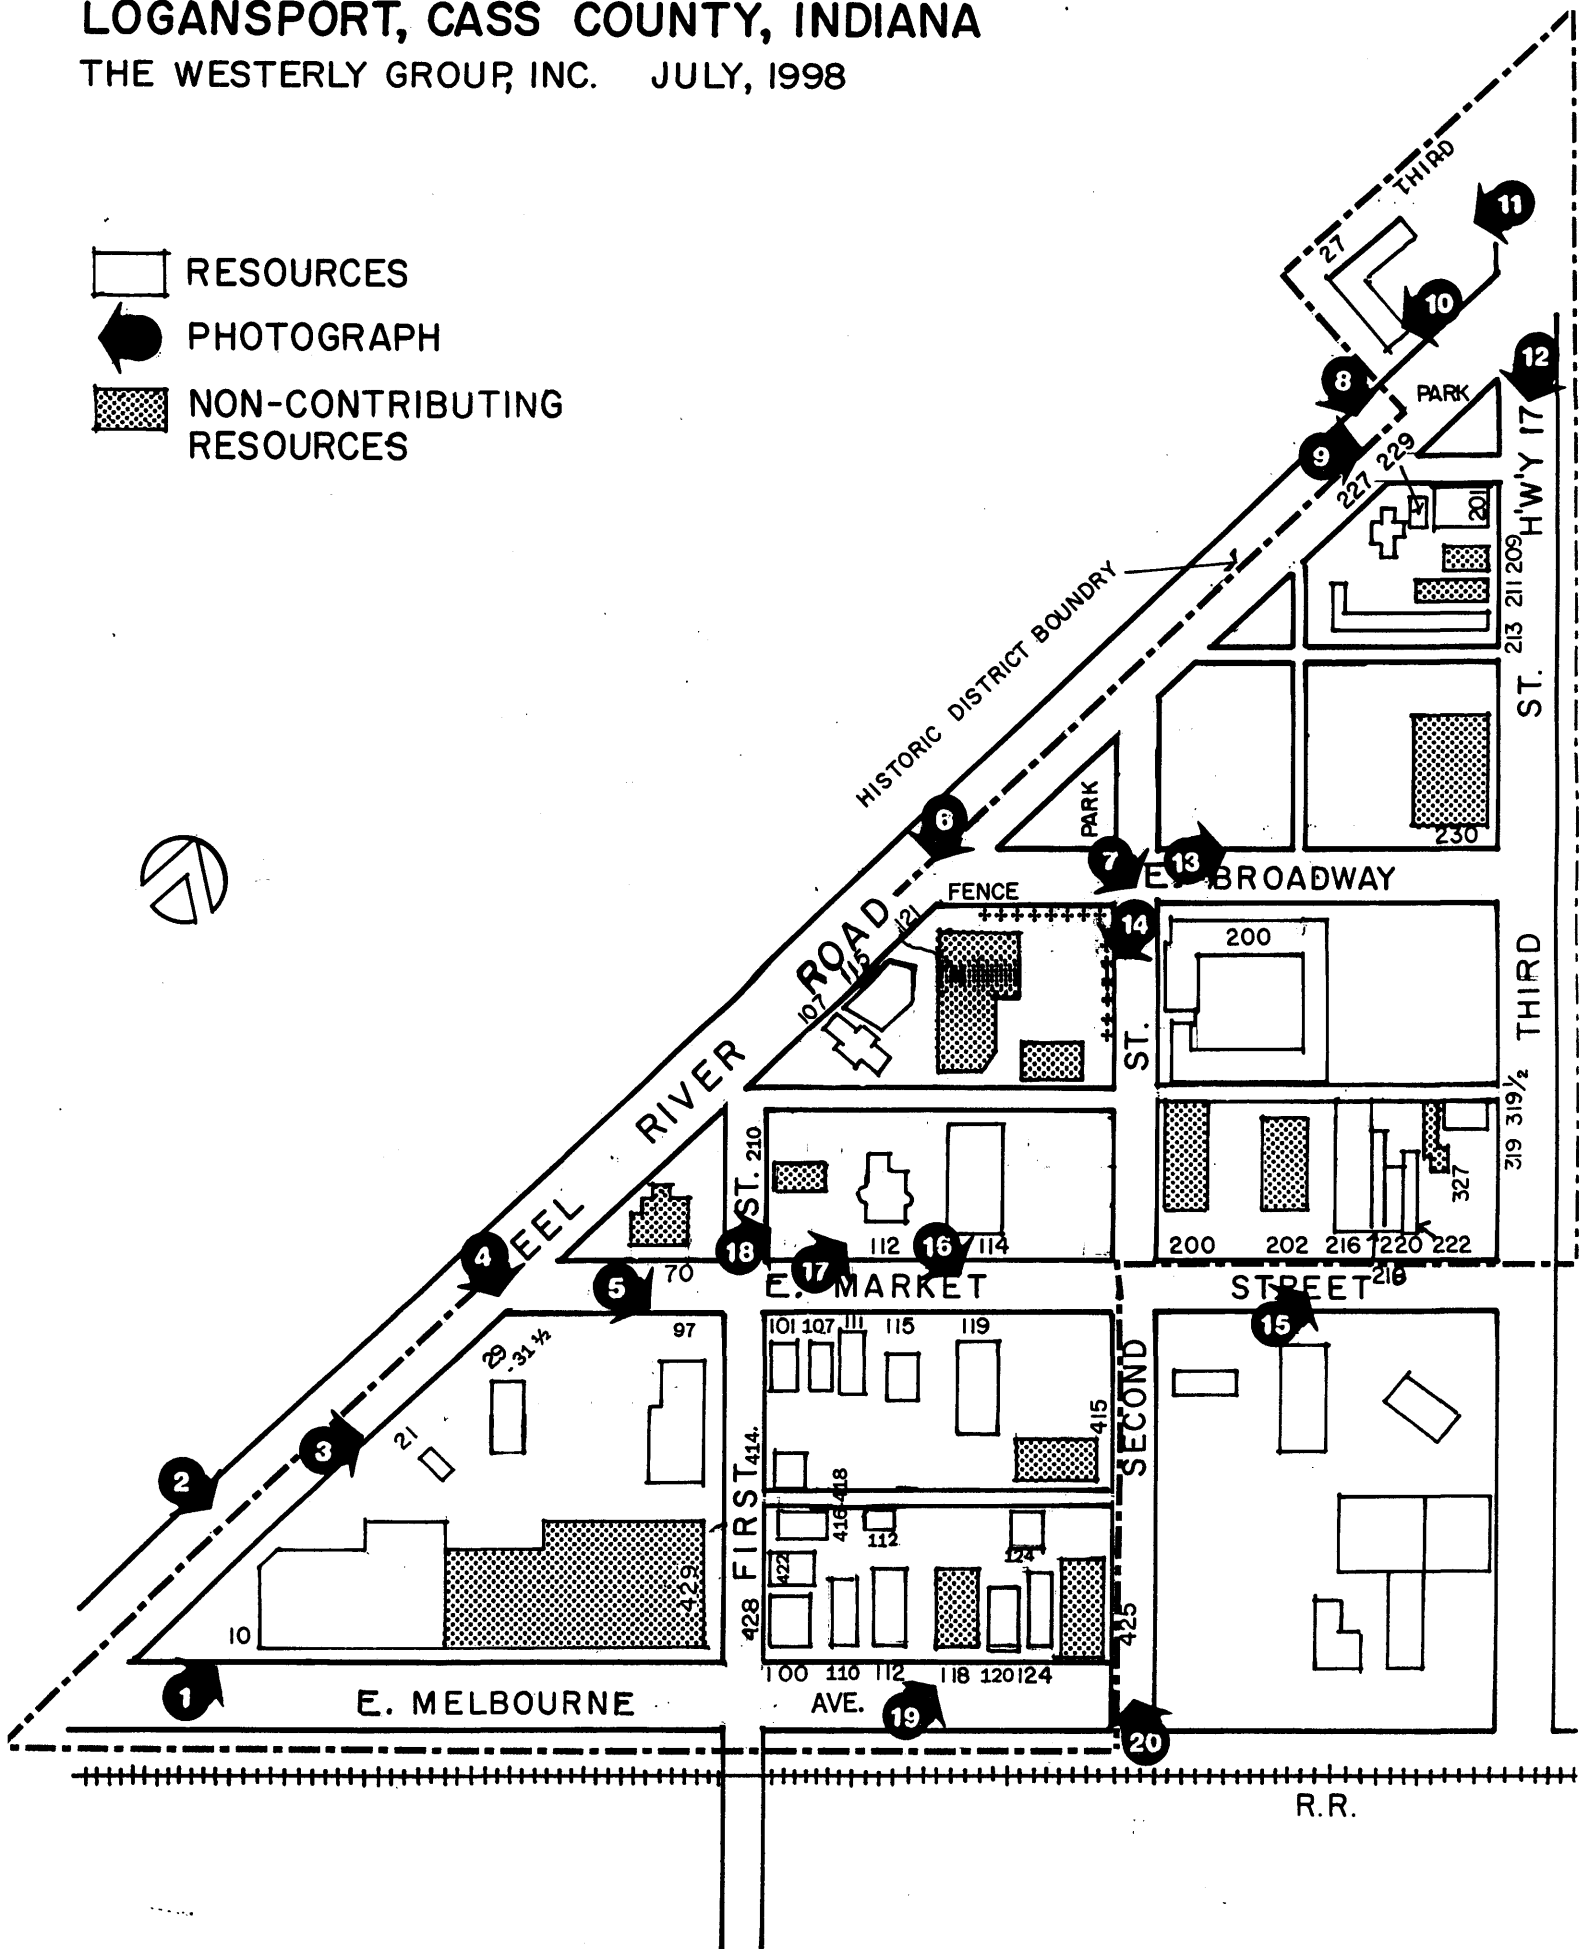 LOGANSPORT, CASS COUNTY, INDIANA
THE WESTERLY GROUP, INC. JULY, 1998
RESOURCES
PHOTOGRAPH
NON-CONTRIBUTING
RESOURCES
THIRD
11
27
10
12
8
PARK
H'W'Y 17
9
229
227
201
209
211
213
HISTORIC DISTRICT BOUNDRY
ST.
PARK
230
6
7
13
E. BROADWAY
FENCE
121
14
200
ROAD
115
107
THIRD
ST.
RIVER
319 1/2
319
210
ST.
327
EEL
4
18
17
112
16
114
200
202
216
220
222
218
70
5
E. MARKET
STREET
15
97
101
107
111
115
119
29
-31 1/2
21
SECOND
415
414
3
2
FIRST
416-418
112
124
422
429
428
425
10
1
100
110
112
118
120
124
E. MELBOURNE
AVE.
19
20
R.R.